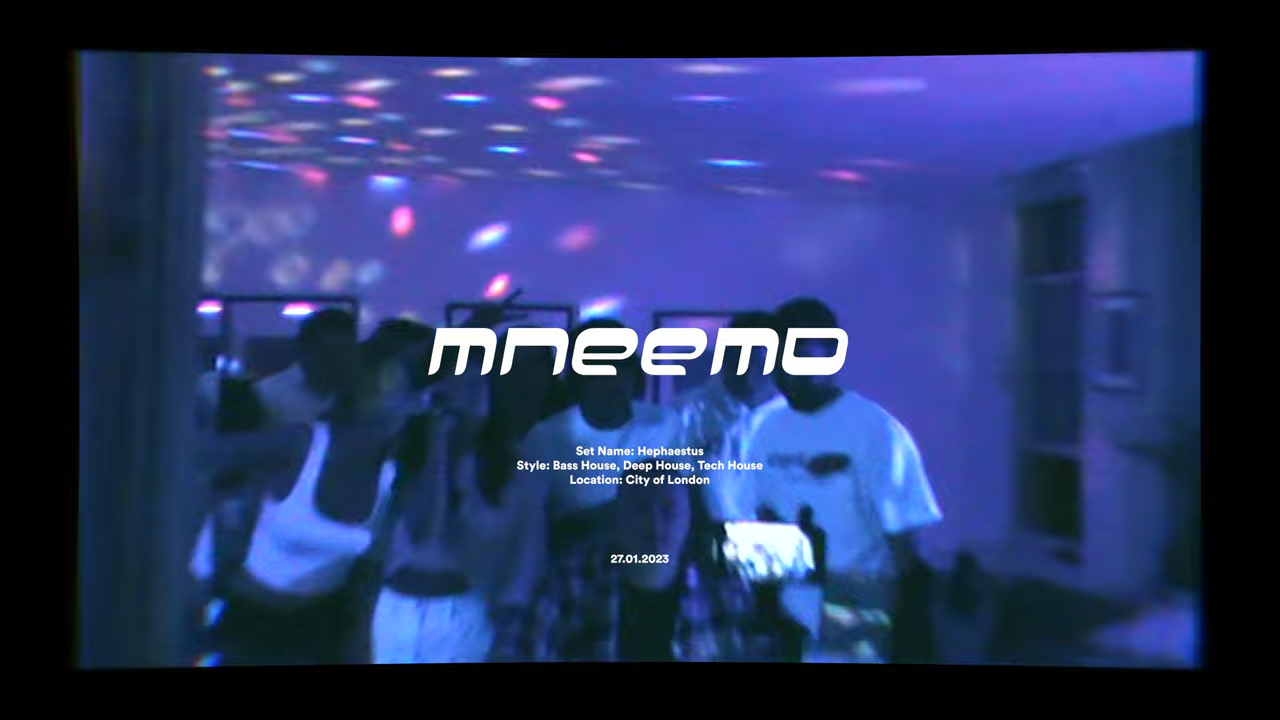 mneemo
Set Name: Hephaestus
Style: Bass House, Deep House, Tech House
Location: City of London
27.01.2023